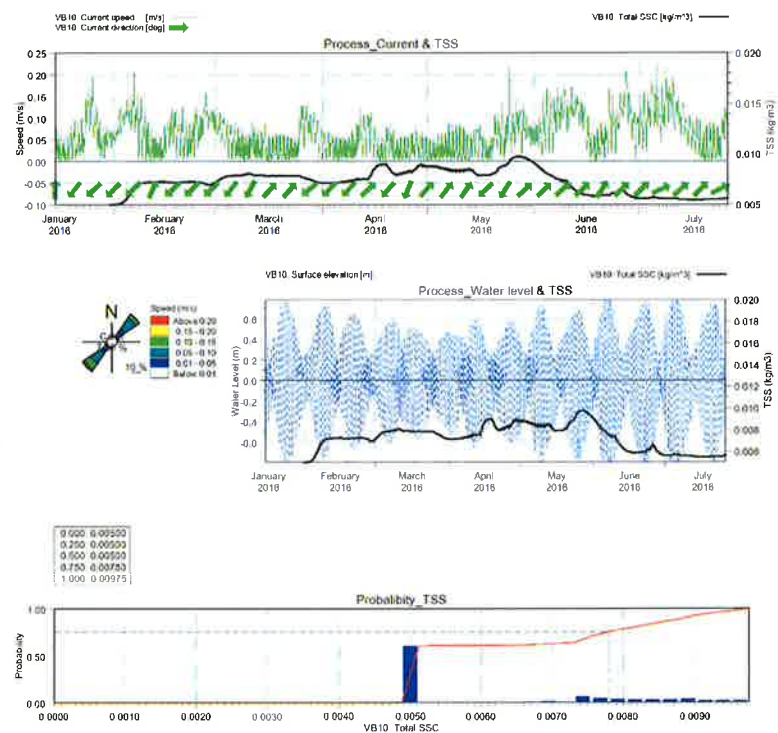 VB10 Current speed [m/s]
VB10 Current direction [deg]
VB10 Total SSC [kg/m^3]
Process_Current & TSS
0.25
0.20
0.15
0.10
0.05
0.00
-0.05
-0.10
Speed (m/s)
0.020
0.015
0.010
0.005
TSS (kg/m3)
January
2016
February
2016
March
2016
April
2016
May
2016
June
2016
July
2016
VB10 Surface elevation [m]
VB10 Total SSC [kg/m^3]
Process_Water level & TSS
N
Speed (m/s)
Above 0.20
0.15 - 0.20
0.10 - 0.15
0.05 - 0.10
0.01 - 0.05
Below 0.01
10_%
0.6
0.4
0.2
0.0
-0.2
-0.4
Water Level (m)
0.020
0.018
0.016
0.014
0.012
0.010
0.008
0.006
TSS (kg/m3)
January
2016
February
2016
March
2016
April
2016
May
2016
June
2016
July
2016
0.000 0.00500
0.250 0.00500
0.500 0.00500
0.750 0.00780
1.000 0.00975
Probalibity_TSS
1.00
0.50
0.00
Probability
0.0000 0.0010 0.0020 0.0030 0.0040 0.0050 0.0060 0.0070 0.0080 0.0090
VB10 Total SSC